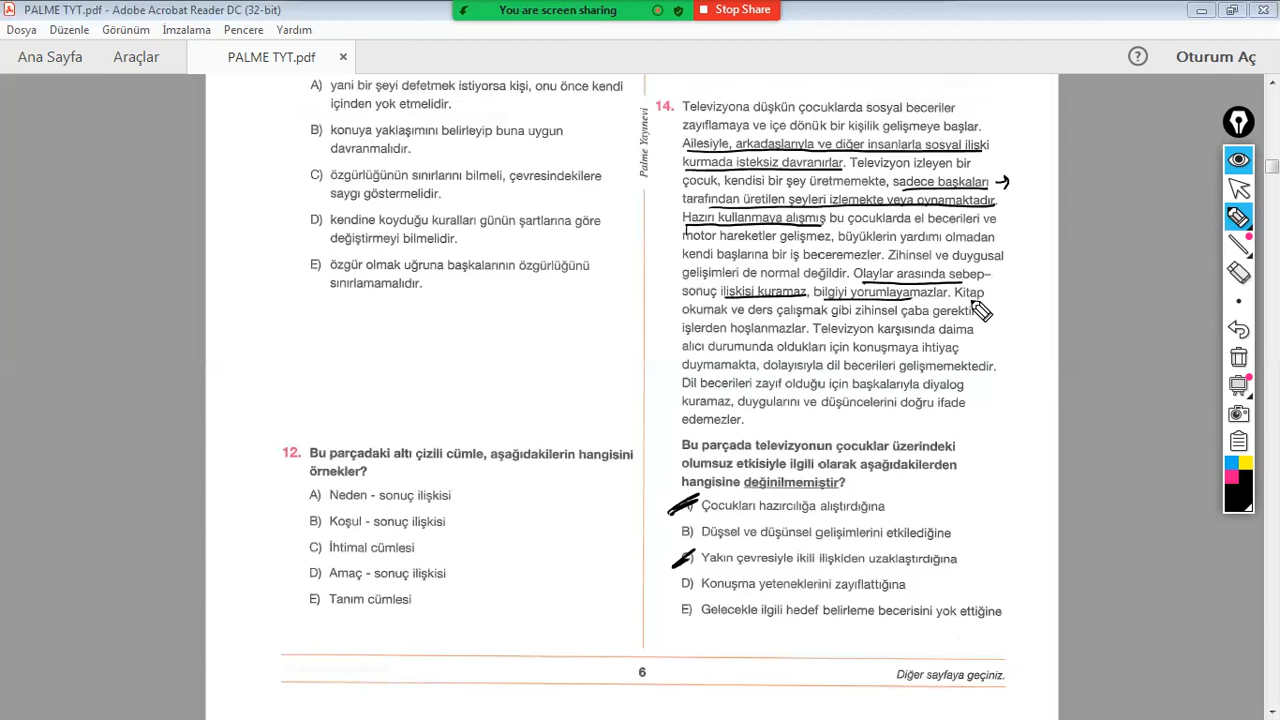 PALME TYT.pdf - Adobe Acrobat Reader DC (32-bit)
You are screen sharing
Stop Share
Dosya Düzenle Görünüm İmzalama Pencere Yardım
Ana Sayfa Araçlar PALME TYT.pdf × ? Oturum Aç
A) yani bir şeyi defetmek istiyorsa kişi, onu önce kendi
içinden yok etmelidir.
B) konuya yaklaşımını belirleyip buna uygun
davranmalıdır.
C) özgürlüğünün sınırlarını bilmeli, çevresindekilere
saygı göstermelidir.
D) kendine koyduğu kuralları günün şartlarına göre
değiştirmeyi bilmelidir.
E) özgür olmak uğruna başkalarının özgürlüğünü
sınırlamamalıdır.
12. Bu parçadaki altı çizili cümle, aşağıdakilerin hangisini
örnekler?
A) Neden - sonuç ilişkisi
B) Koşul - sonuç ilişkisi
C) İhtimal cümlesi
D) Amaç - sonuç ilişkisi
E) Tanım cümlesi
Palme Yayınevi
14. Televizyona düşkün çocuklarda sosyal beceriler
zayıflamaya ve içe dönük bir kişilik gelişmeye başlar.
Ailesiyle, arkadaşlarıyla ve diğer insanlarla sosyal ilişki
kurmada isteksiz davranırlar. Televizyon izleyen bir
çocuk, kendisi bir şey üretmemekte, sadece başkaları
tarafından üretilen şeyleri izlemekte veya oynamaktadır.
Hazırı kullanmaya alışmış bu çocuklarda el becerileri ve
motor hareketler gelişmez, büyüklerin yardımı olmadan
kendi başlarına bir iş beceremezler. Zihinsel ve duygusal
gelişimleri de normal değildir. Olaylar arasında sebep–
sonuç ilişkisi kuramaz, bilgiyi yorumlayamazlar. Kitap
okumak ve ders çalışmak gibi zihinsel çaba gerektir
işlerden hoşlanmazlar. Televizyon karşısında daima
alıcı durumunda oldukları için konuşmaya ihtiyaç
duymamakta, dolayısıyla dil becerileri gelişmemektedir.
Dil becerileri zayıf olduğu için başkalarıyla diyalog
kuramaz, duygularını ve düşüncelerini doğru ifade
edemezler.
Bu parçada televizyonun çocuklar üzerindeki
olumsuz etkisiyle ilgili olarak aşağıdakilerden
hangisine değinilmemiştir?
Çocukları hazırcılığa alıştırdığına
B) Düşsel ve düşünsel gelişimlerini etkilediğine
Yakın çevresiyle ikili ilişkiden uzaklaştırdığına
D) Konuşma yeteneklerini zayıflattığına
E) Gelecekle ilgili hedef belirleme becerisini yok ettiğine
6
Diğer sayfaya geçiniz.